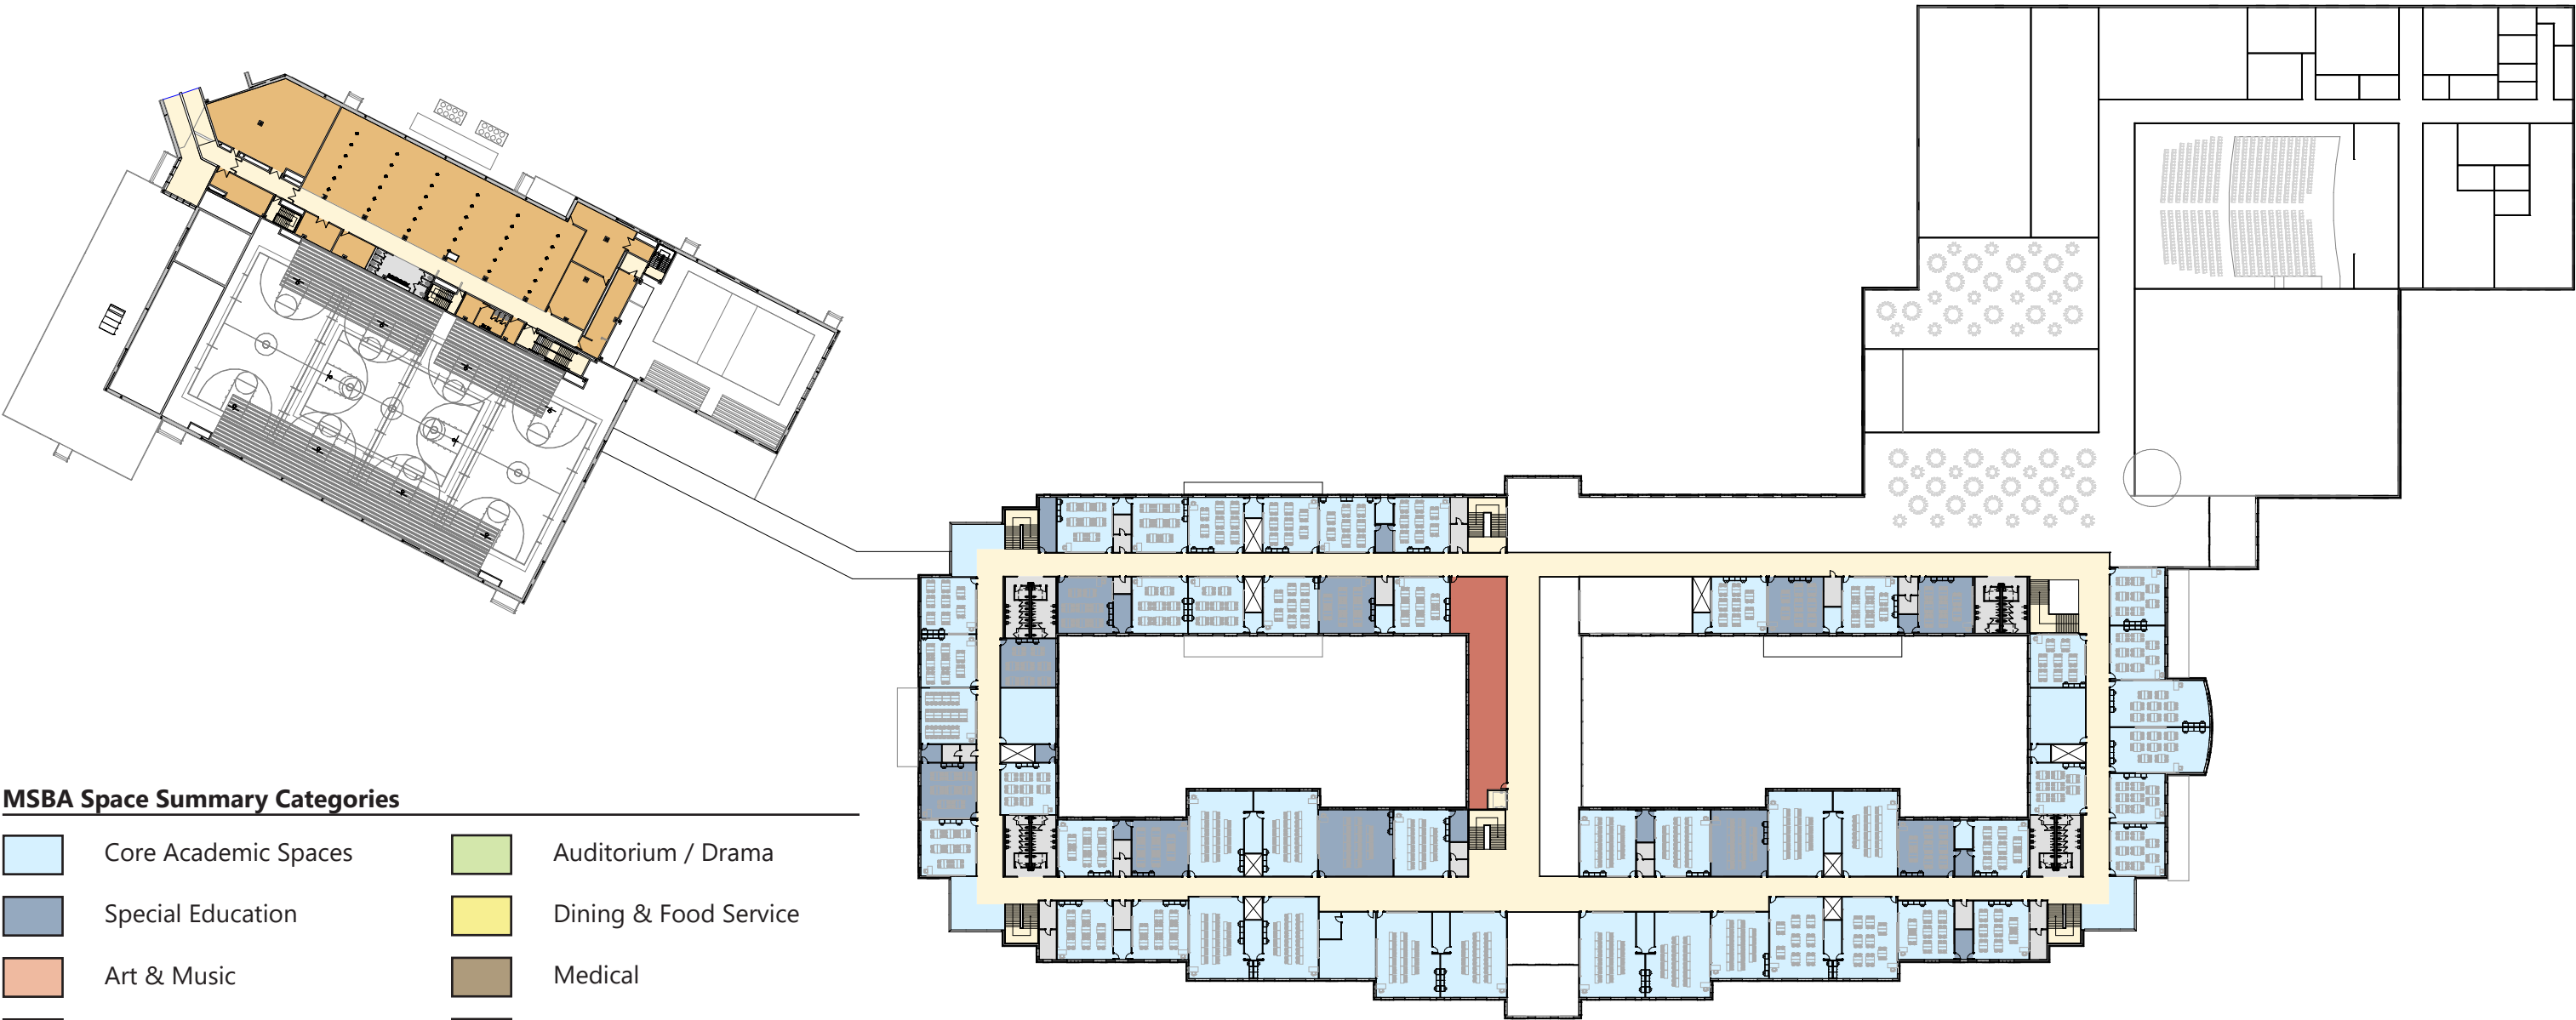 MSBA Space Summary Categories
Core Academic Spaces
Auditorium / Drama
Special Education
Dining & Food Service
Art & Music
Medical